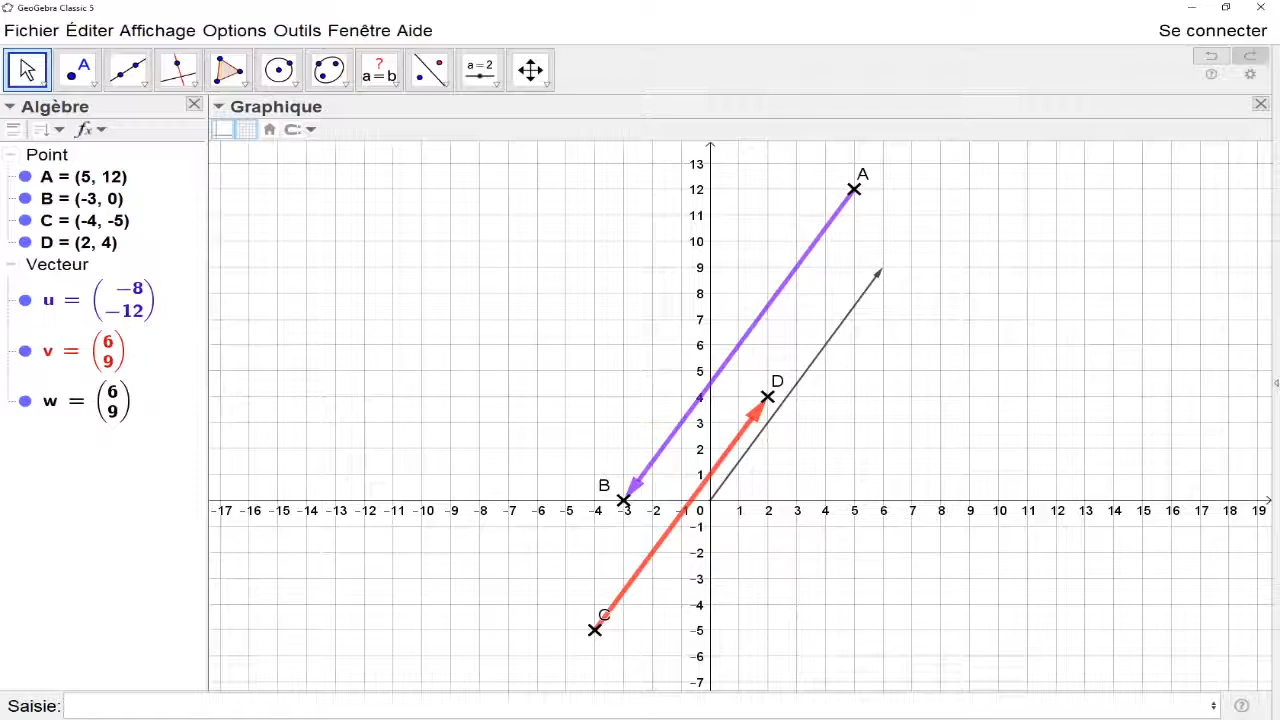 GeoGebra Classic 5
Fichier Éditer Affichage Options Outils Fenêtre Aide
Se connecter
A
?
a=b
a=2
Algèbre
Graphique
fx
Point
A = (5, 12)
B = (-3, 0)
C = (-4, -5)
D = (2, 4)
Vecteur
u = (−8 −12)
v = (6 9)
w = (6 9)
13
12
11
10
9
8
7
6
5
4
3
2
1
0
−1
−2
−3
−4
−5
−6
−7
−17 −16 −15 −14 −13 −12 −11 −10 −9 −8 −7 −6 −5 −4 −3 −2 −1 1 2 3 4 5 6 7 8 9 10 11 12 13 14 15 16 17 18 19
A
D
B
C
Saisie: